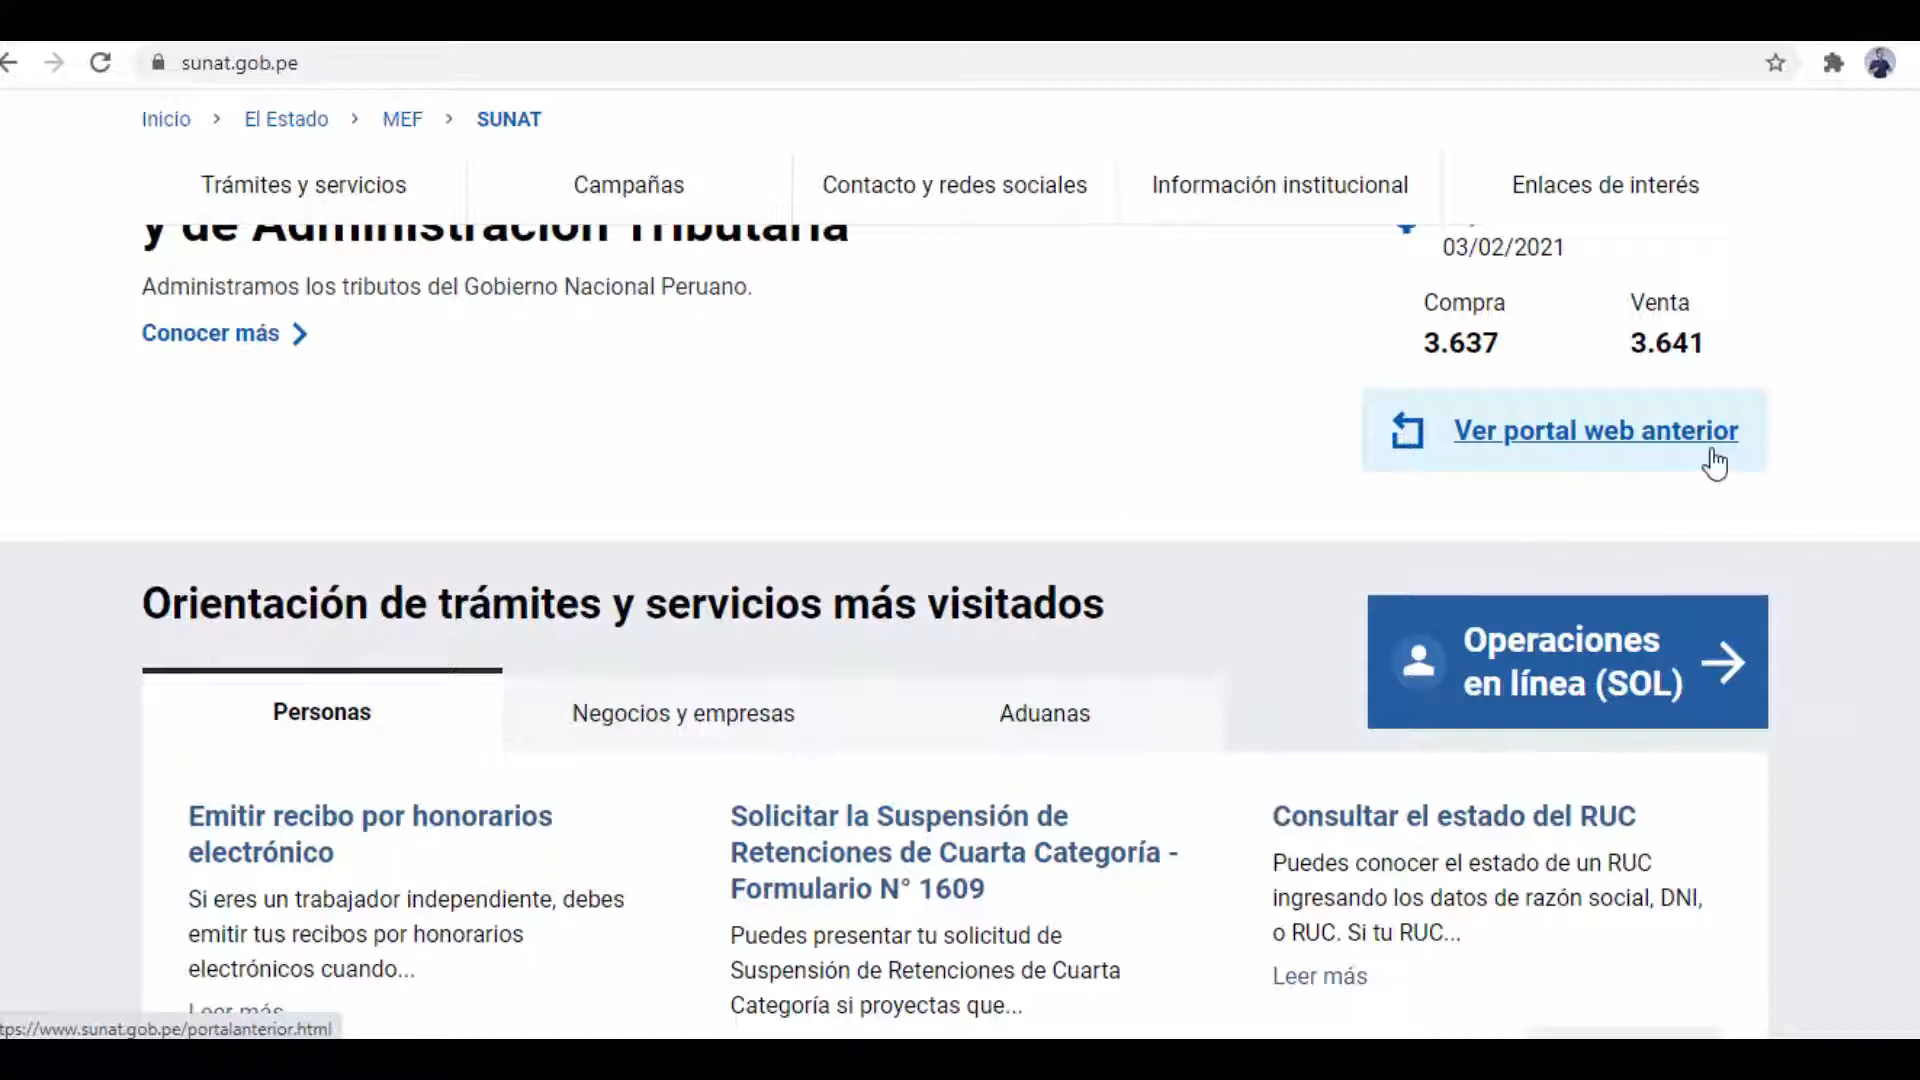 sunat.gob.pe
Inicio > El Estado > MEF > SUNAT
Trámites y servicios
Campañas
Contacto y redes sociales
Información institucional
Enlaces de interés
y de Administración Tributaria
03/02/2021
Administramos los tributos del Gobierno Nacional Peruano.
Compra
Venta
Conocer más
3.637
3.641
Ver portal web anterior
Orientación de trámites y servicios más visitados
Operaciones
en línea (SOL)
Personas
Negocios y empresas
Aduanas
Emitir recibo por honorarios
electrónico
Si eres un trabajador independiente, debes
emitir tus recibos por honorarios
electrónicos cuando...
Leer más
Solicitar la Suspensión de
Retenciones de Cuarta Categoría -
Formulario N° 1609
Puedes presentar tu solicitud de
Suspensión de Retenciones de Cuarta
Categoría si proyectas que...
Consultar el estado del RUC
Puedes conocer el estado de un RUC
ingresando los datos de razón social, DNI,
o RUC. Si tu RUC...
Leer más
tps://www.sunat.gob.pe/portalanterior.html